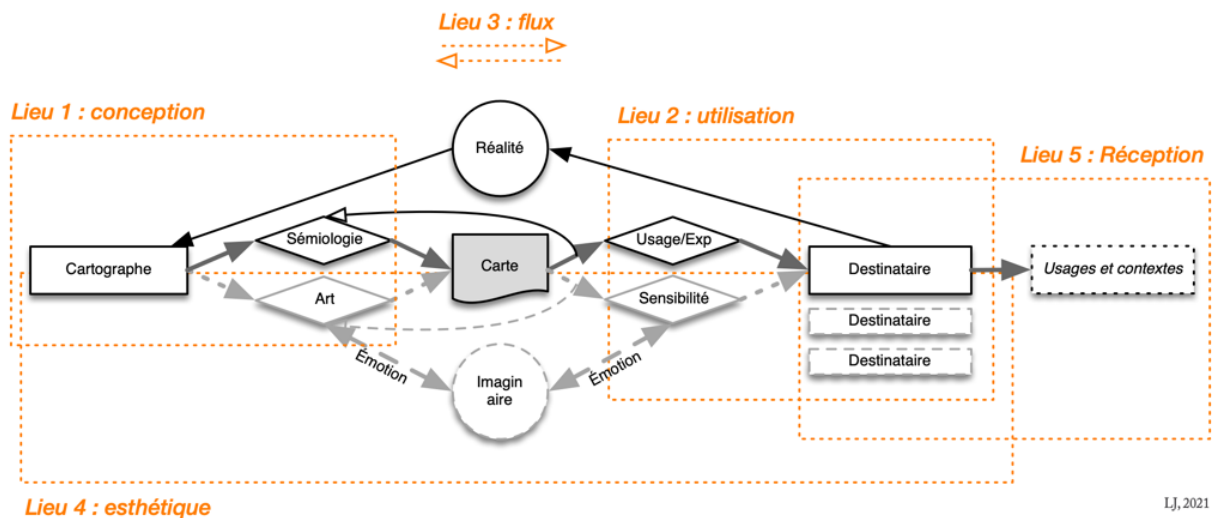 Lieu 3 : flux
Lieu 1 : conception
Lieu 2 : utilisation
Réalité
Lieu 5 : Réception
Sémiologie
Usage/Exp
Cartographe
Carte
Destinataire
Usages et contextes
Art
Sensibilité
Destinataire
Destinataire
Émotion
Émotion
Imagin
aire
Lieu 4 : esthétique
LJ, 2021